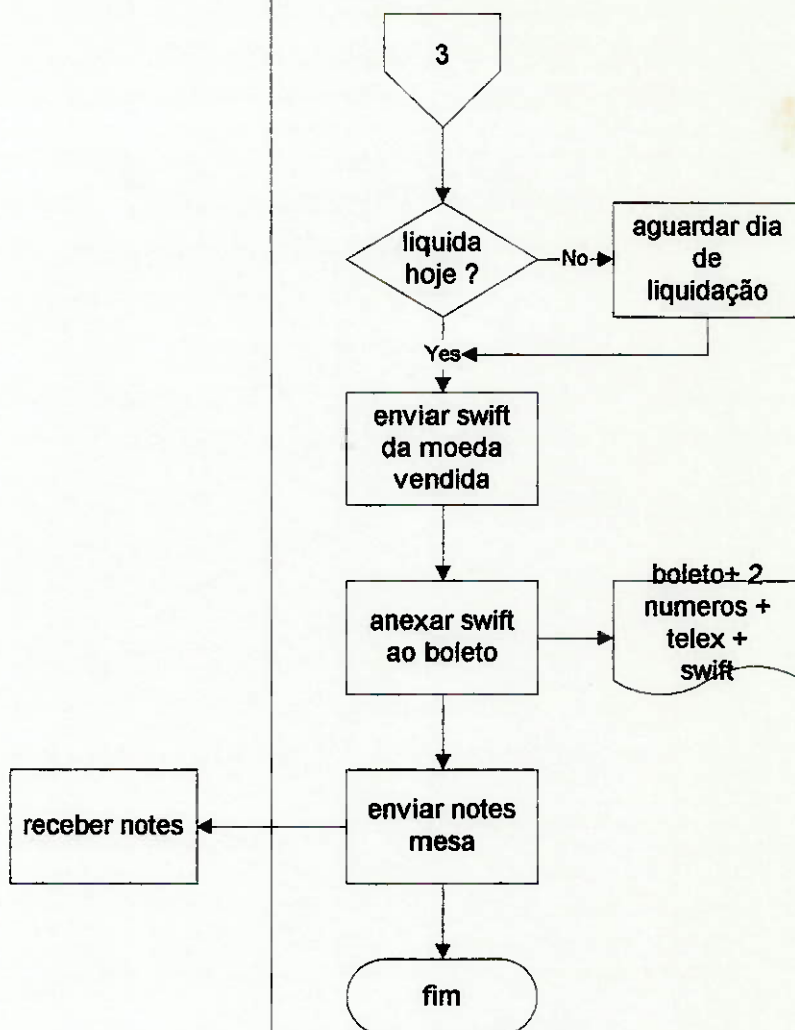 3
liquida
hoje ?
No
aguardar dia
de
liquidação
Yes
enviar swift
da moeda
vendida
anexar swift
ao boleto
boleto+ 2
numeros +
telex +
swift
receber notes
enviar notes
mesa
fim